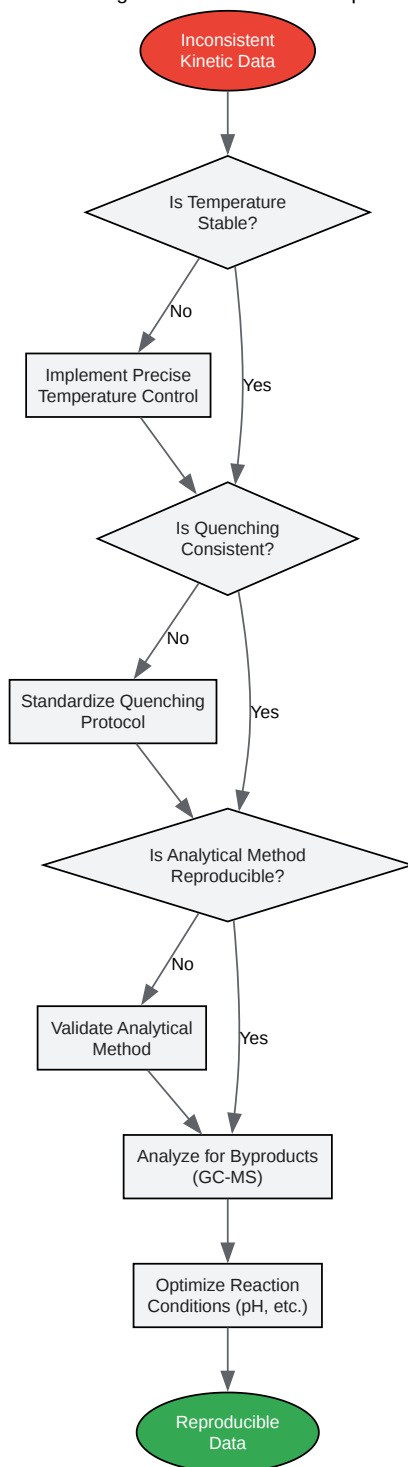 Inconsistent
Kinetic Data
Is Temperature
Stable?
No
Implement Precise
Temperature Control
Yes
Is Quenching
Consistent?
No
Standardize Quenching
Protocol
Yes
Is Analytical Method
Reproducible?
No
Validate Analytical
Method
Yes
Analyze for Byproducts
(GC-MS)
Optimize Reaction
Conditions (pH, etc.)
Reproducible
Data